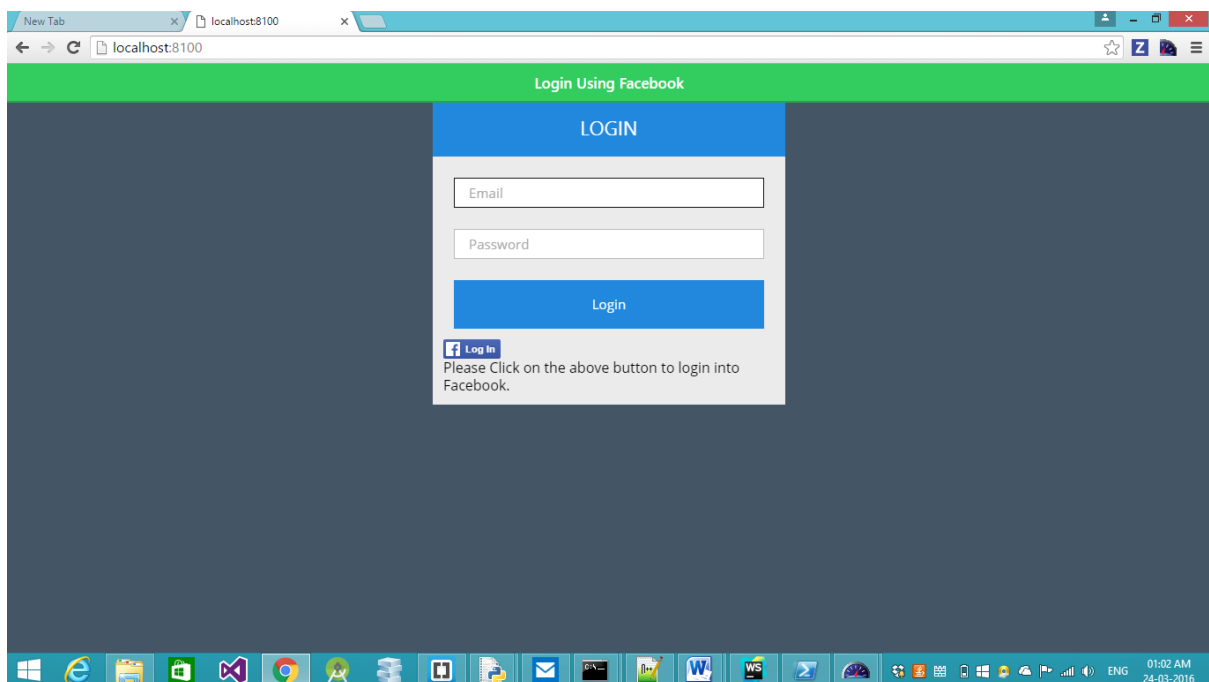 New Tab
localhost:8100
localhost:8100
Z
Login Using Facebook
LOGIN
Email
Password
Login
f Log In
Please Click on the above button to login into
Facebook.
W
WS
ENG
01:02 AM
24-03-2016